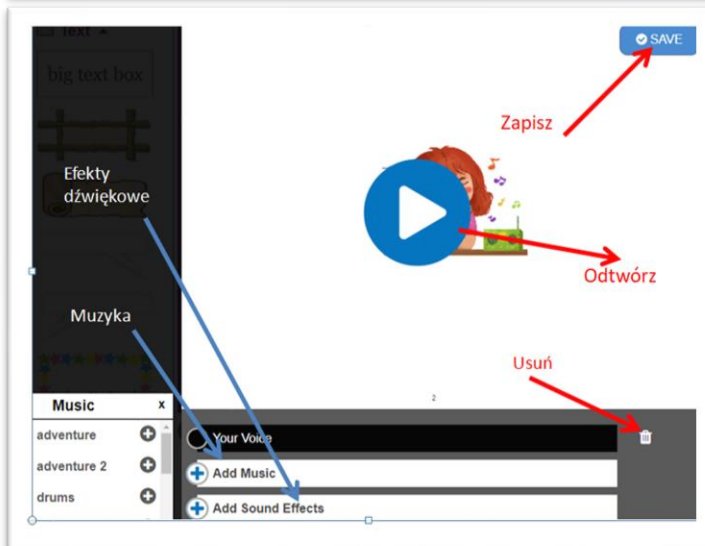 Text
SAVE
big text box
Zapisz
Efekty
dźwiękowe
Odtwórz
Muzyka
Usuń
2
Music x
adventure
adventure 2
drums
Your Voice
Add Music
Add Sound Effects